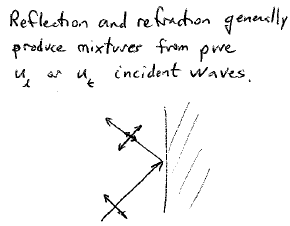 Reflection and refraction generally
produce mixtures from pure
u_l or u_t incident waves.